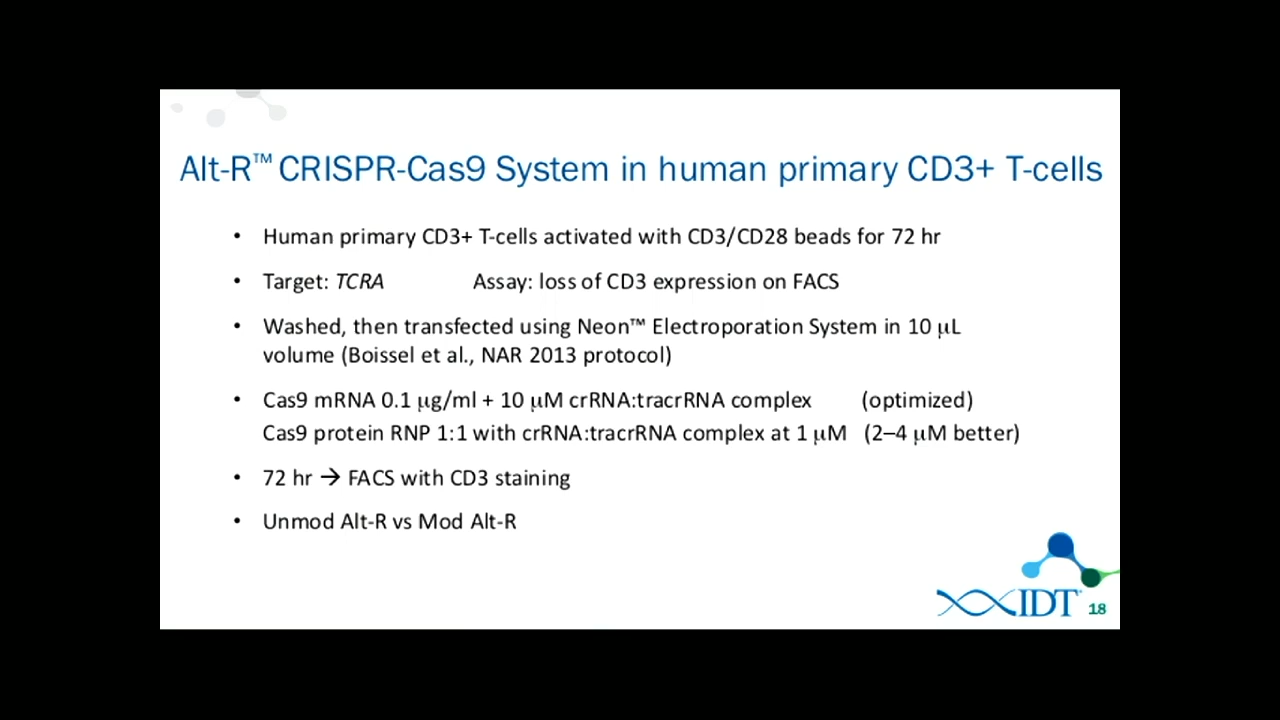 Alt-R™ CRISPR-Cas9 System in human primary CD3+ T-cells
• Human primary CD3+ T-cells activated with CD3/CD28 beads for 72 hr
• Target: TCRA Assay: loss of CD3 expression on FACS
• Washed, then transfected using Neon™ Electroporation System in 10 µL
volume (Boissel et al., NAR 2013 protocol)
• Cas9 mRNA 0.1 µg/ml + 10 µM crRNA:tracrRNA complex (optimized)
Cas9 protein RNP 1:1 with crRNA:tracrRNA complex at 1 µM (2–4 µM better)
• 72 hr → FACS with CD3 staining
• Unmod Alt-R vs Mod Alt-R
IDT 18